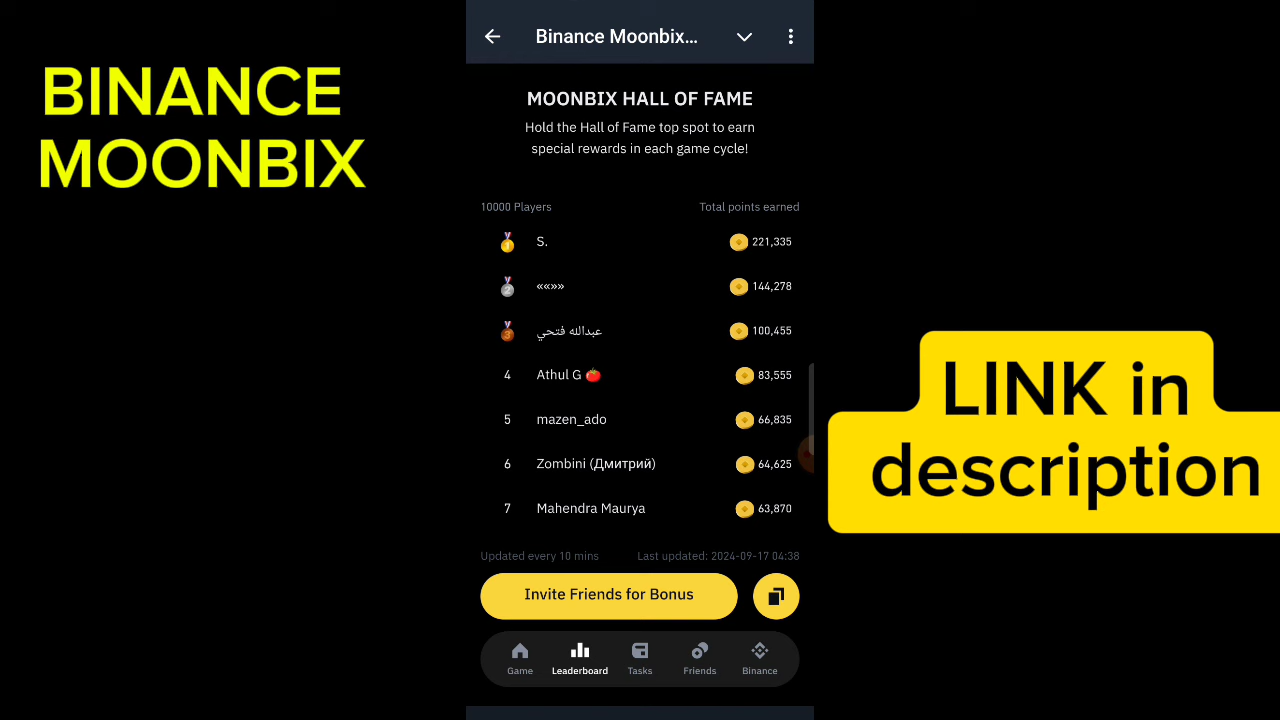 BINANCE
MOONBIX
Binance Moonbix...
MOONBIX HALL OF FAME
Hold the Hall of Fame top spot to earn
special rewards in each game cycle!
10000 Players Total points earned
1 S. 221,335
2 ««»» 144,278
3 عبدالله فتحي 100,455
4 Athul G 🍅 83,555
5 mazen_ado 66,835
6 Zombini (Дмитрий) 64,625
7 Mahendra Maurya 63,870
Updated every 10 mins Last updated: 2024-09-17 04:38
Invite Friends for Bonus
Game Leaderboard Tasks Friends Binance
LINK in
description